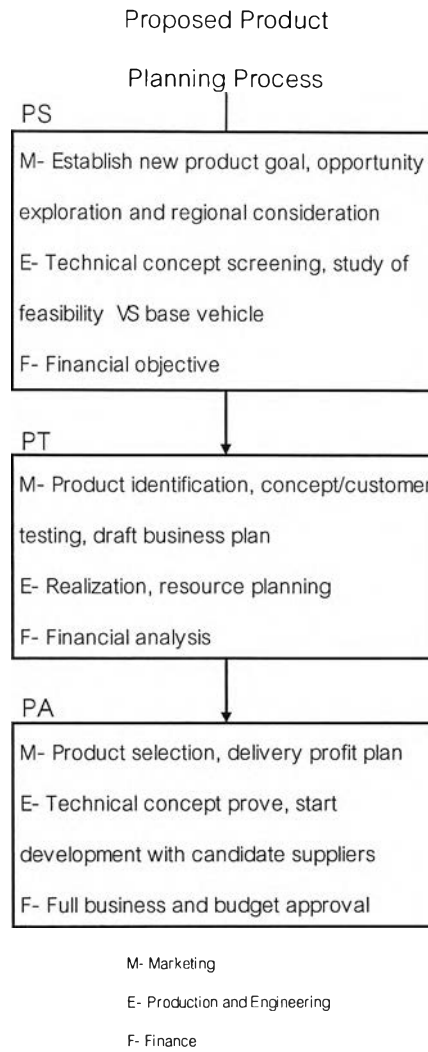 Proposed Product
Planning Process
PS
M- Establish new product goal, opportunity
exploration and regional consideration
E- Technical concept screening, study of
feasibility VS base vehicle
F- Financial objective
PT
M- Product identification, concept/customer
testing, draft business plan
E- Realization, resource planning
F- Financial analysis
PA
M- Product selection, delivery profit plan
E- Technical concept prove, start
development with candidate suppliers
F- Full business and budget approval
M- Marketing
E- Production and Engineering
F- Finance